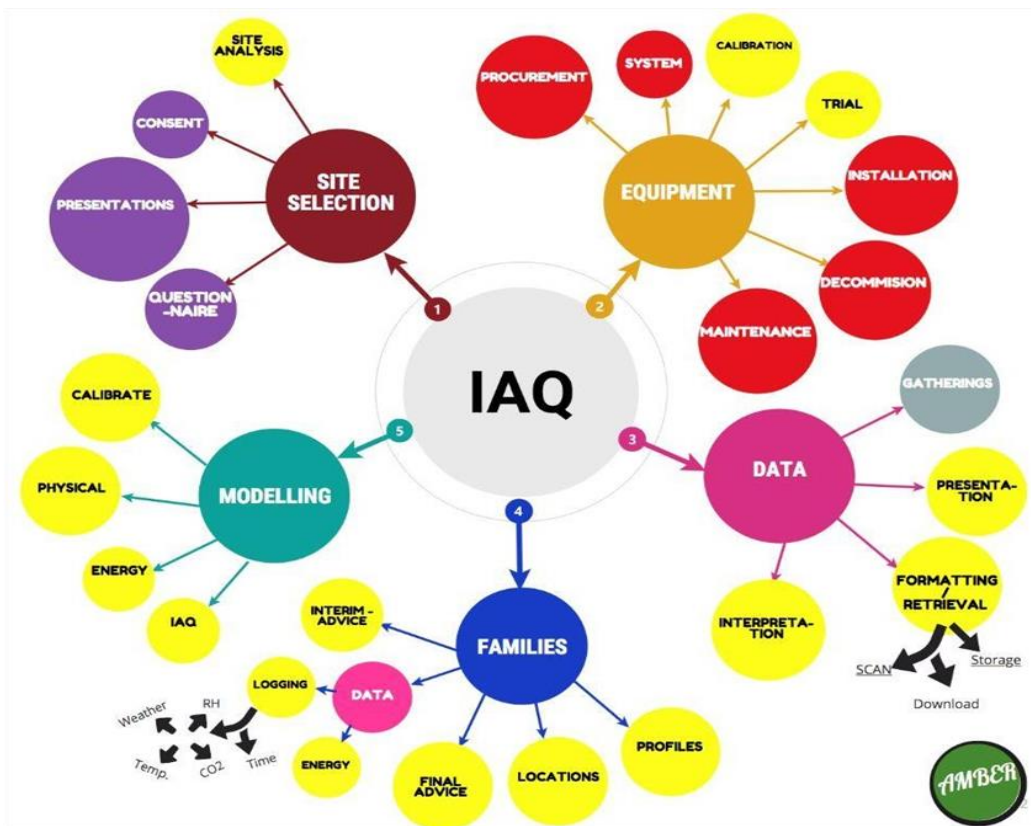 SITE
ANALYSIS
CONSENT
PRESENTATIONS
QUESTION
-NAIRE
SITE
SELECTION
1
PROCUREMENT
SYSTEM
CALIBRATION
TRIAL
INSTALLATION
DECOMMISION
MAINTENANCE
EQUIPMENT
2
IAQ
GATHERINGS
PRESENTA-
TION
FORMATTING
/
RETRIEVAL
SCAN
Storage
Download
INTERPRETA-
TION
DATA
3
CALIBRATE
PHYSICAL
ENERGY
IAQ
MODELLING
5
4
FAMILIES
INTERIM -
ADVICE
DATA
LOGGING
Weather
RH
Temp.
CO2
Time
ENERGY
FINAL
ADVICE
LOCATIONS
PROFILES
AMBER
2